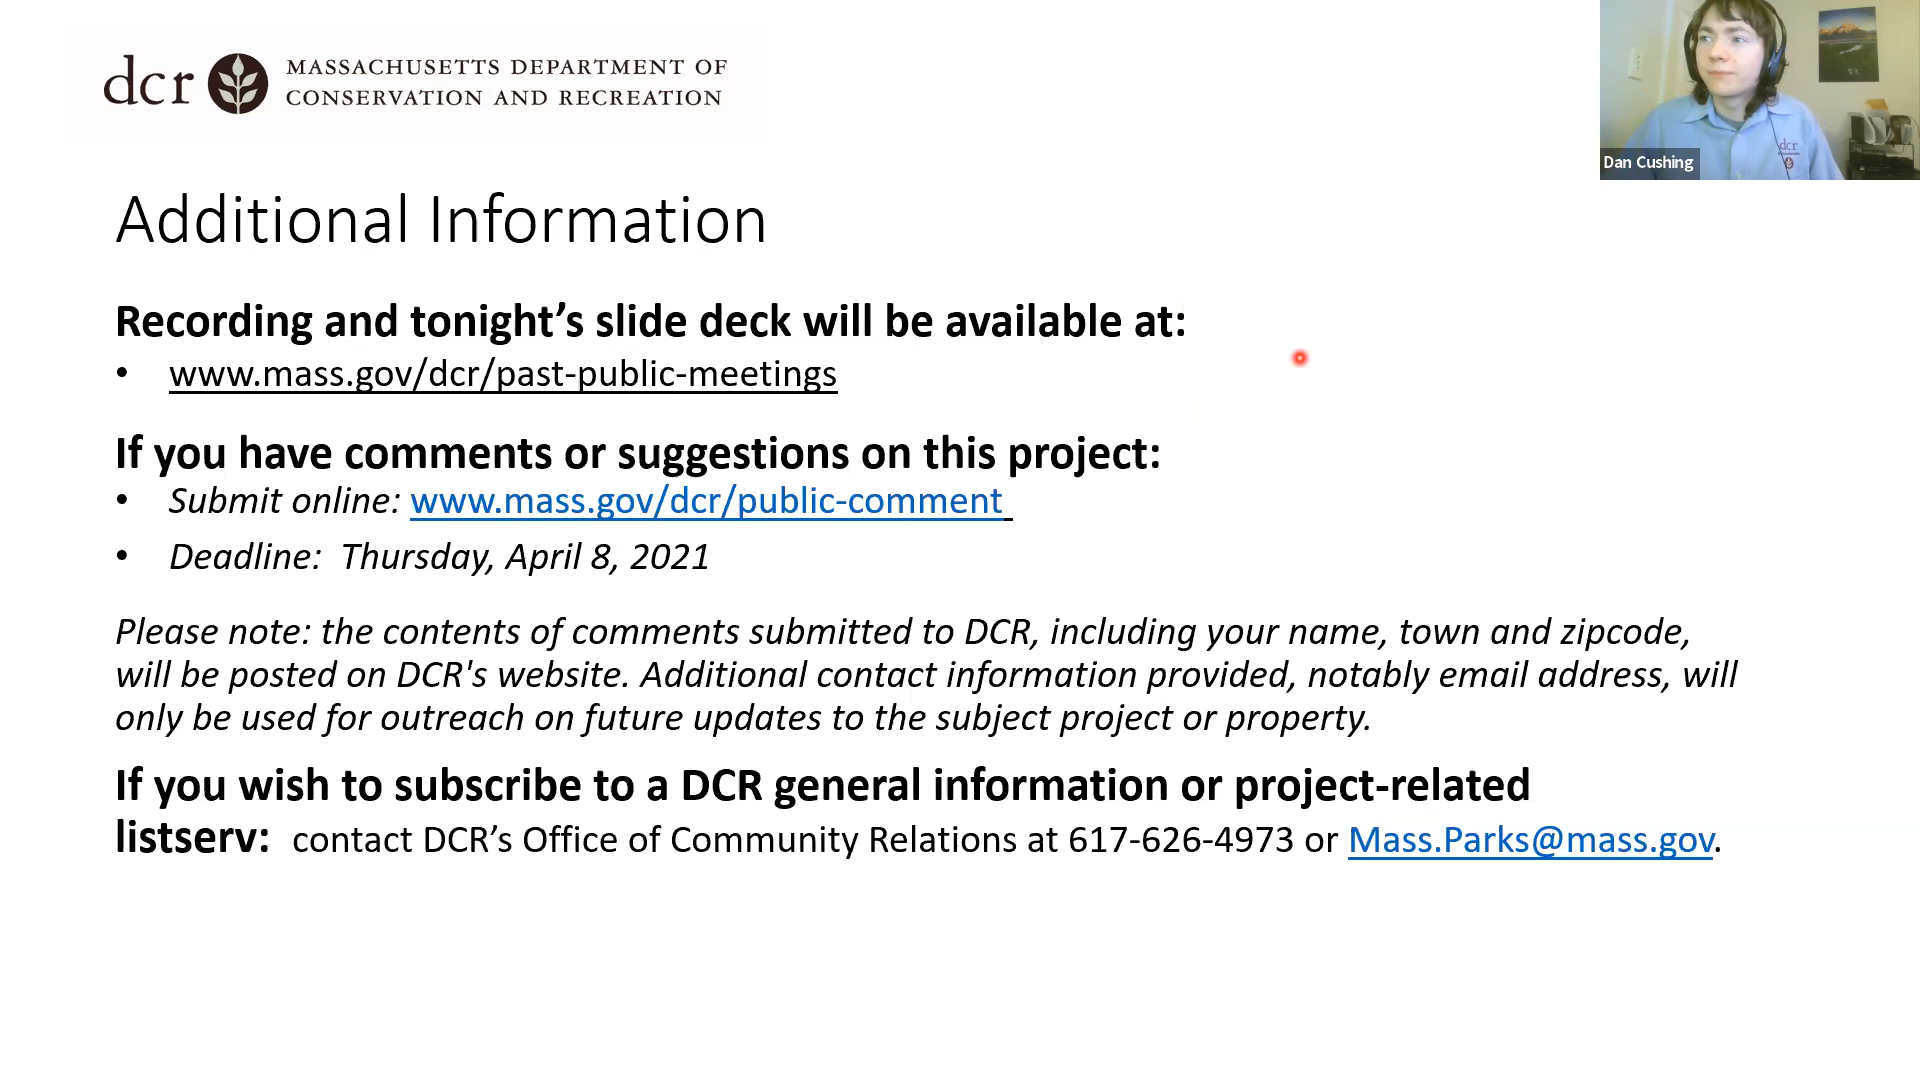 dcr MASSACHUSETTS DEPARTMENT OF
CONSERVATION AND RECREATION
dcr
Dan Cushing
Additional Information
Recording and tonight’s slide deck will be available at:
• www.mass.gov/dcr/past-public-meetings
If you have comments or suggestions on this project:
• Submit online: www.mass.gov/dcr/public-comment
• Deadline: Thursday, April 8, 2021
Please note: the contents of comments submitted to DCR, including your name, town and zipcode,
will be posted on DCR's website. Additional contact information provided, notably email address, will
only be used for outreach on future updates to the subject project or property.
If you wish to subscribe to a DCR general information or project-related
listserv: contact DCR’s Office of Community Relations at 617-626-4973 or Mass.Parks@mass.gov.